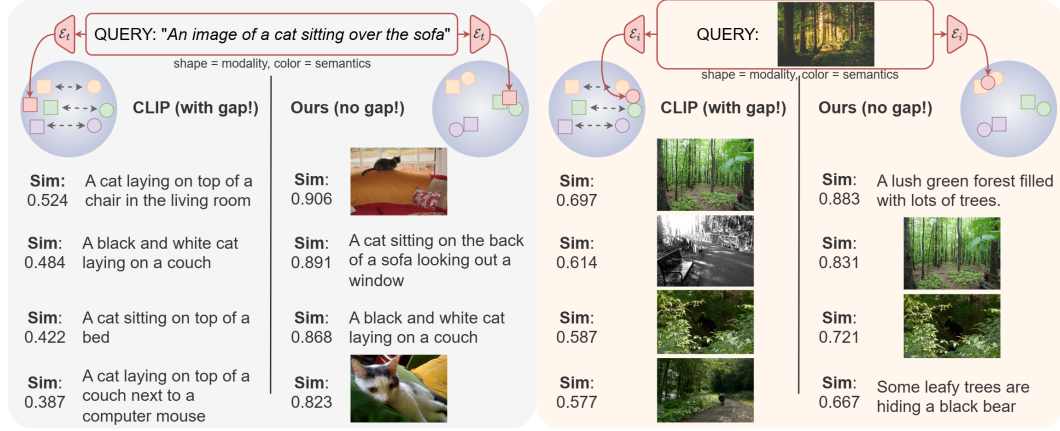 Ɛt
QUERY: "An image of a cat sitting over the sofa"
Ɛt
shape = modality, color = semantics
CLIP (with gap!)
Ours (no gap!)
Sim:
0.524
A cat laying on top of a
chair in the living room
Sim:
0.484
A black and white cat
laying on a couch
Sim:
0.422
A cat sitting on top of a
bed
Sim:
0.387
A cat laying on top of a
couch next to a
computer mouse
Sim:
0.906
Sim:
0.891
A cat sitting on the back
of a sofa looking out a
window
Sim:
0.868
A black and white cat
laying on a couch
Sim:
0.823
Ɛi
QUERY:
Ɛi
shape = modality, color = semantics
CLIP (with gap!)
Ours (no gap!)
Sim:
0.697
Sim:
0.614
Sim:
0.587
Sim:
0.577
Sim:
0.883
A lush green forest filled
with lots of trees.
Sim:
0.831
Sim:
0.721
Sim:
0.667
Some leafy trees are
hiding a black bear